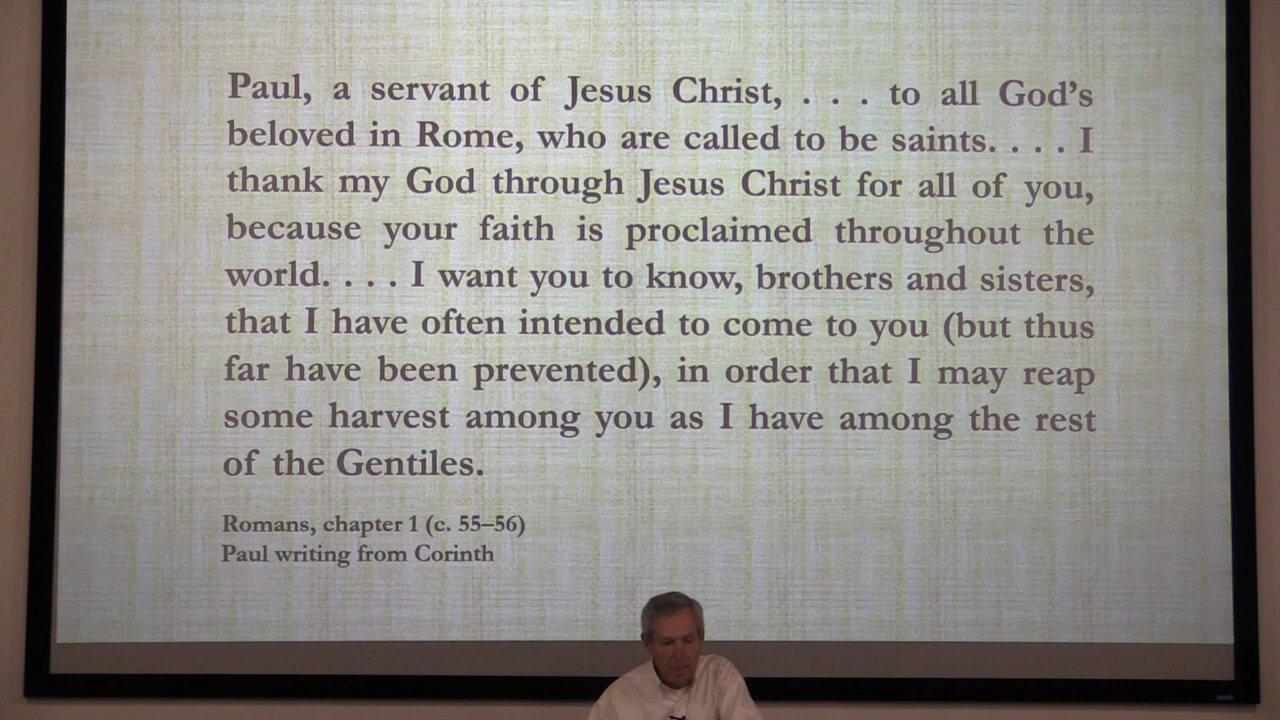 Paul, a servant of Jesus Christ, . . . to all God’s
beloved in Rome, who are called to be saints. . . . I
thank my God through Jesus Christ for all of you,
because your faith is proclaimed throughout the
world. . . . I want you to know, brothers and sisters,
that I have often intended to come to you (but thus
far have been prevented), in order that I may reap
some harvest among you as I have among the rest
of the Gentiles.
Romans, chapter 1 (c. 55–56)
Paul writing from Corinth